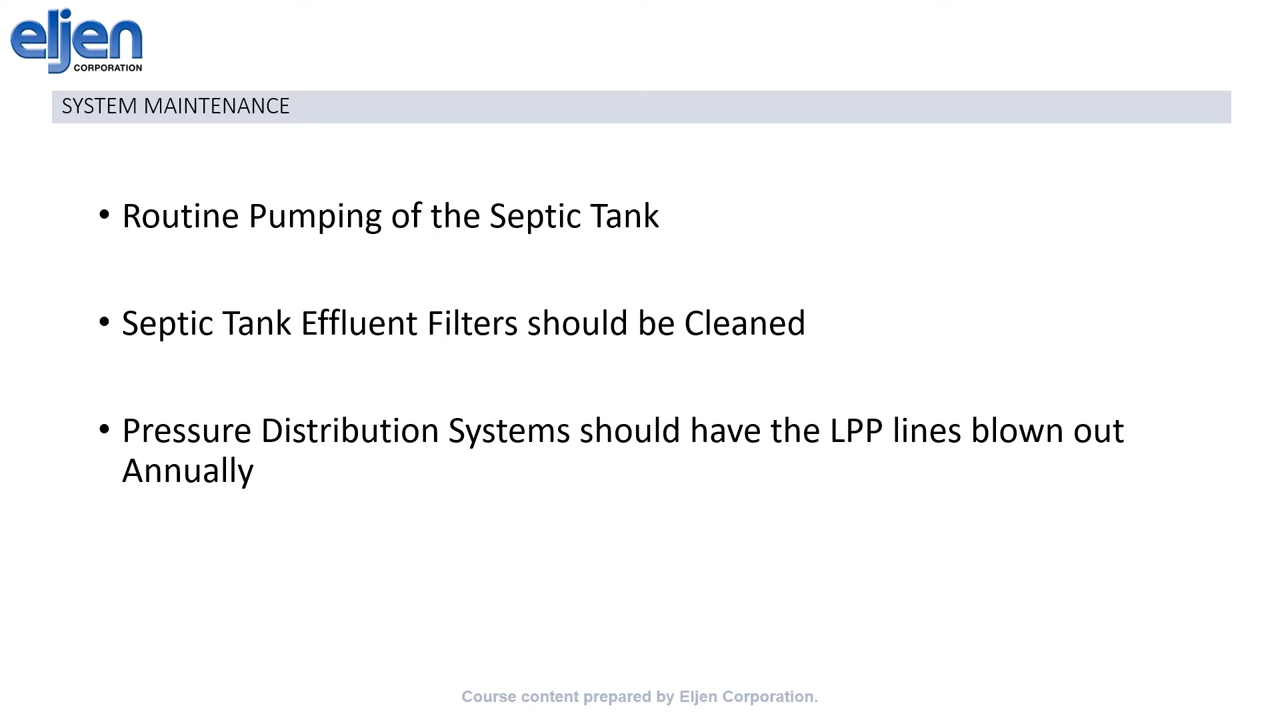 eljen
CORPORATION
SYSTEM MAINTENANCE
• Routine Pumping of the Septic Tank
• Septic Tank Effluent Filters should be Cleaned
• Pressure Distribution Systems should have the LPP lines blown out
Annually
Course content prepared by Eljen Corporation.